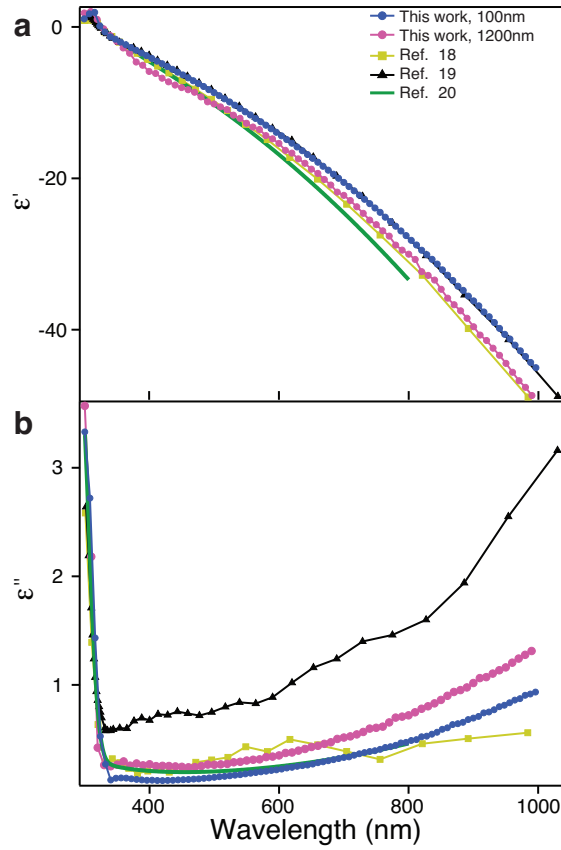 a
This work, 100nm
This work, 1200nm
Ref. 18
Ref. 19
Ref. 20
0
-20
-40
ε'
b
3
2
1
ε''
400
600
800
1000
Wavelength (nm)